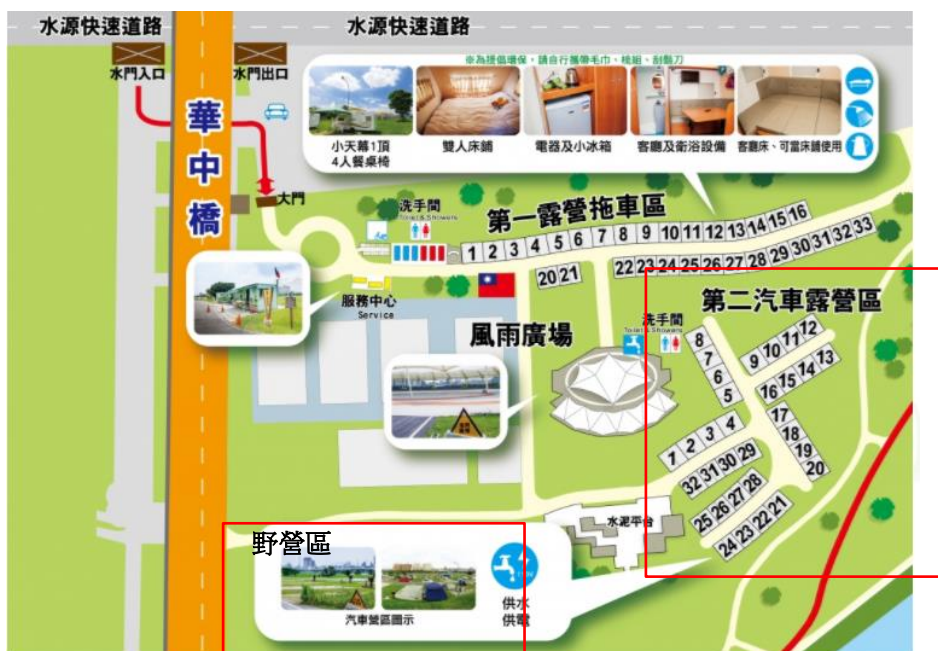 水源快速道路
水源快速道路
水門入口
水門出口
華中橋
※為提倡環保,請自行攜帶毛巾、梳組、刮鬍刀
小天幕1頂
4人餐桌椅
雙人床鋪
電器及小冰箱
客廳及衛浴設備
客廳床、可當床鋪使用
大門
洗手間
Toilet & Showers
第一露營拖車區
1 2 3 4 5 6 7 8 9 10 11 12 13 14 15 16
20 21 22 23 24 25 26 27 28 29 30 31 32 33
服務中心
Service
風雨廣場
第二汽車露營區
洗手間
Toilet & Showers
8 7 6 5
9 10 11 12
16 15 14 13
17 18 19 20
1 2 3 4
32 31 30 29
25 26 27 28
24 23 22 21
水泥平台
野營區
汽車營區圖示
供水
供電